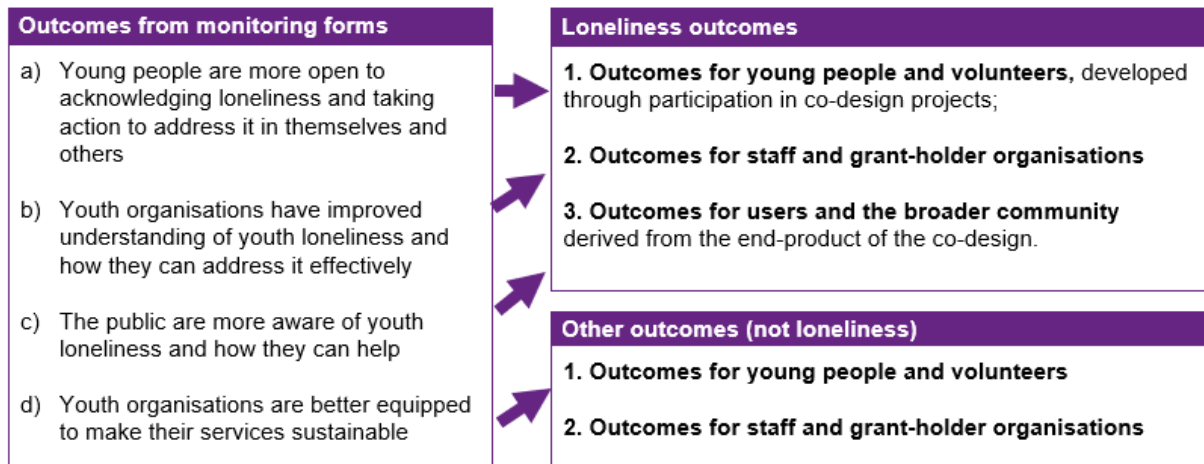 Outcomes from monitoring forms
a) Young people are more open to
acknowledging loneliness and taking
action to address it in themselves and
others
b) Youth organisations have improved
understanding of youth loneliness and
how they can address it effectively
c) The public are more aware of youth
loneliness and how they can help
d) Youth organisations are better equipped
to make their services sustainable
Loneliness outcomes
1. Outcomes for young people and volunteers, developed
through participation in co-design projects;
2. Outcomes for staff and grant-holder organisations
3. Outcomes for users and the broader community
derived from the end-product of the co-design.
Other outcomes (not loneliness)
1. Outcomes for young people and volunteers
2. Outcomes for staff and grant-holder organisations